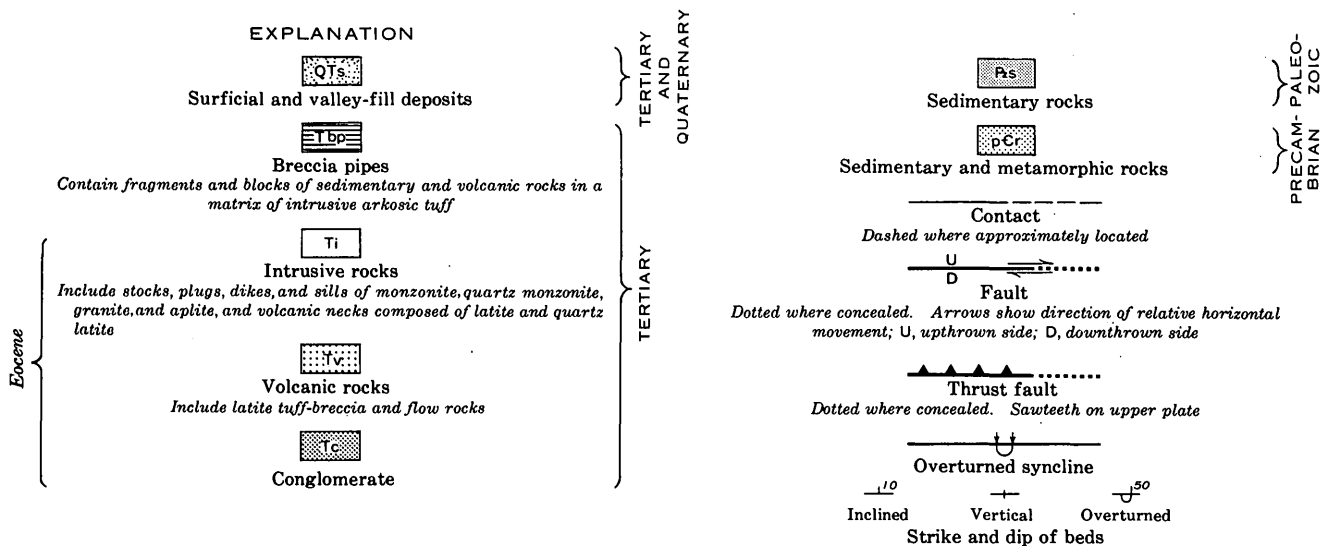 EXPLANATION
QTs
Surficial and valley-fill deposits
TERTIARY
AND
QUATERNARY
Tbp
Breccia pipes
Contain fragments and blocks of sedimentary and volcanic rocks in a
matrix of intrusive arkosic tuff
Ti
Intrusive rocks
Include stocks, plugs, dikes, and sills of monzonite, quartz monzonite,
granite, and aplite, and volcanic necks composed of latite and quartz
latite
Tv
Volcanic rocks
Include latite tuff-breccia and flow rocks
Tc
Conglomerate
Eocene
TERTIARY
Pzs
Sedimentary rocks
PALEO-
ZOIC
p€r
Sedimentary and metamorphic rocks
PRECAM-
BRIAN
Contact
Dashed where approximately located
U
D
Fault
Dotted where concealed. Arrows show direction of relative horizontal
movement; U, upthrown side; D, downthrown side
Thrust fault
Dotted where concealed. Sawteeth on upper plate
Overturned syncline
10
50
Inclined Vertical Overturned
Strike and dip of beds